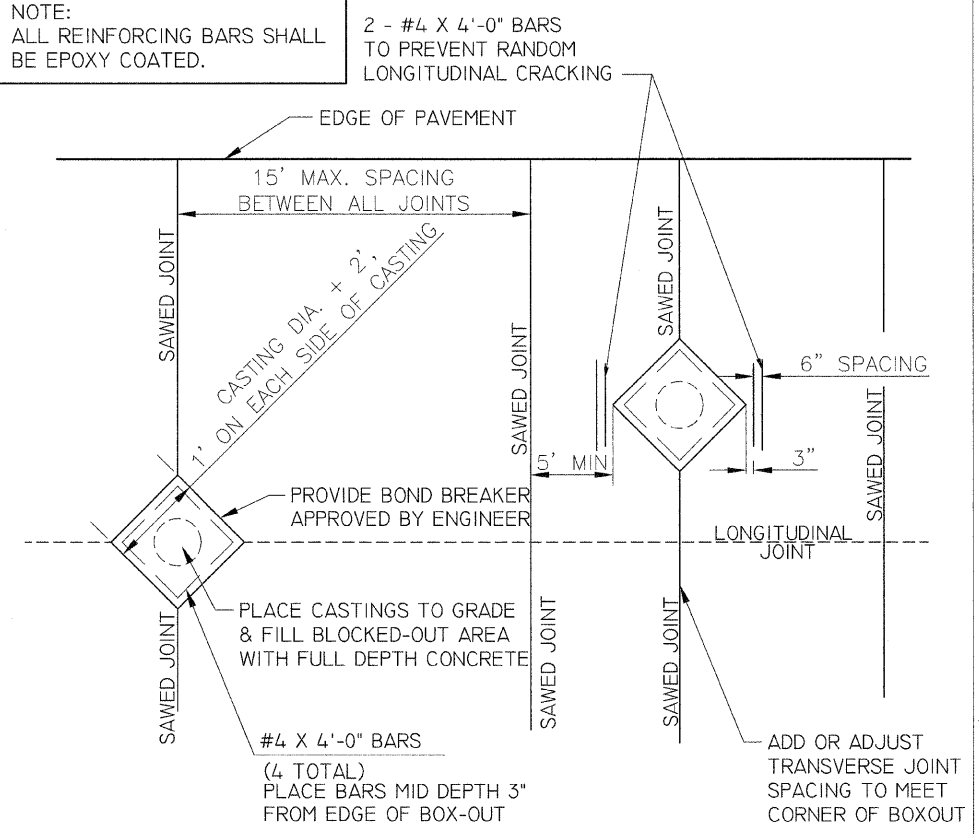 NOTE:
ALL REINFORCING BARS SHALL
BE EPOXY COATED.
2 - #4 X 4'-0" BARS
TO PREVENT RANDOM
LONGITUDINAL CRACKING
EDGE OF PAVEMENT
15' MAX. SPACING
BETWEEN ALL JOINTS
SAWED JOINT
CASTING DIA. + 2',
1' ON EACH SIDE OF CASTING
SAWED JOINT
SAWED JOINT
6" SPACING
SAWED JOINT
5' MIN
3"
PROVIDE BOND BREAKER
APPROVED BY ENGINEER
LONGITUDINAL
JOINT
PLACE CASTINGS TO GRADE
& FILL BLOCKED-OUT AREA
WITH FULL DEPTH CONCRETE
SAWED JOINT
SAWED JOINT
SAWED JOINT
#4 X 4'-0" BARS
(4 TOTAL)
PLACE BARS MID DEPTH 3"
FROM EDGE OF BOX-OUT
ADD OR ADJUST
TRANSVERSE JOINT
SPACING TO MEET
CORNER OF BOXOUT